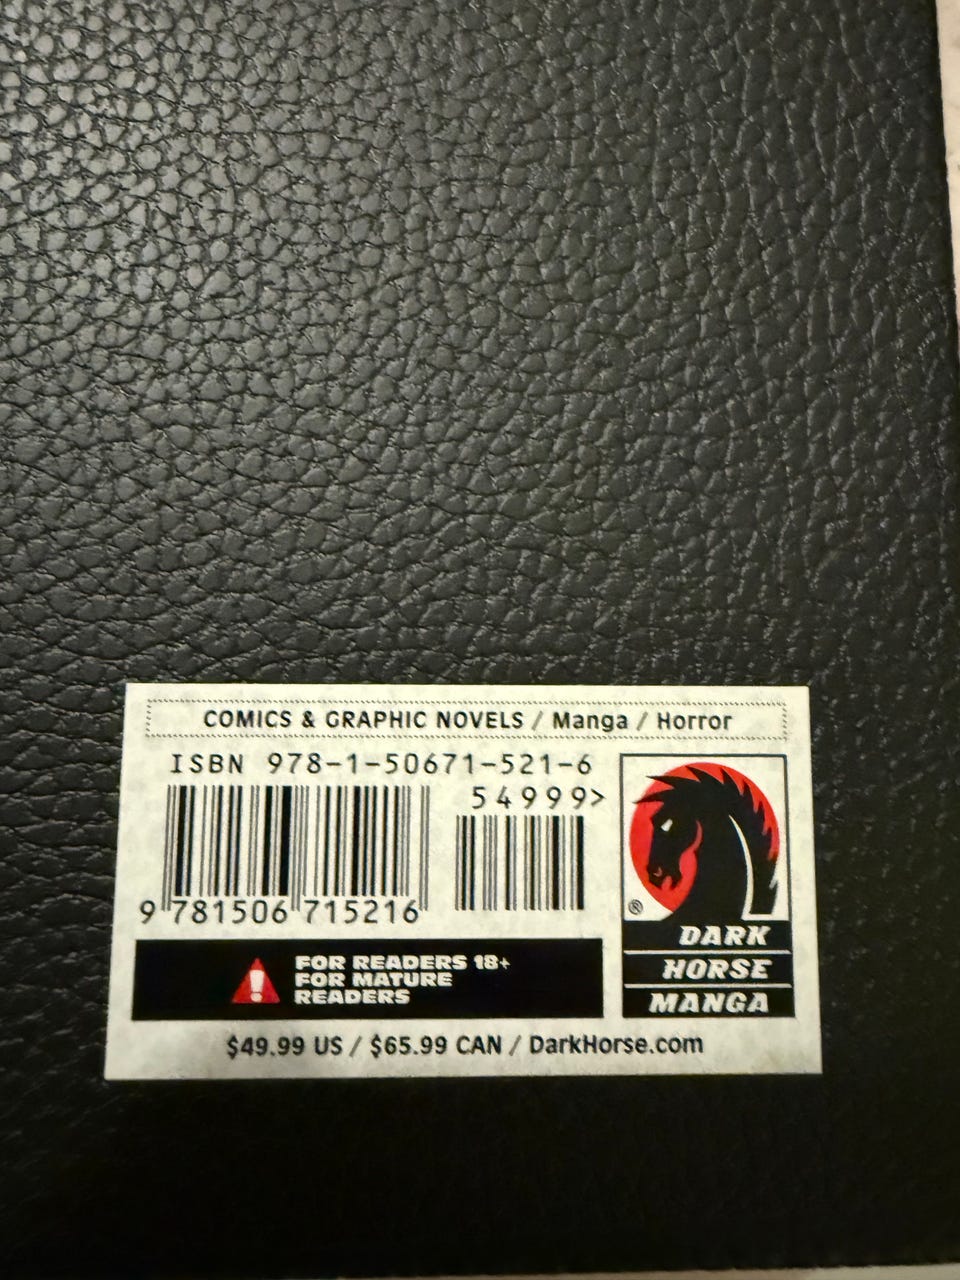 COMICS & GRAPHIC NOVELS / Manga / Horror
ISBN 978-1-50671-521-6
54999>
9 781506 715216
®
DARK
HORSE
MANGA
FOR READERS 18+
FOR MATURE
READERS
$49.99 US / $65.99 CAN / DarkHorse.com